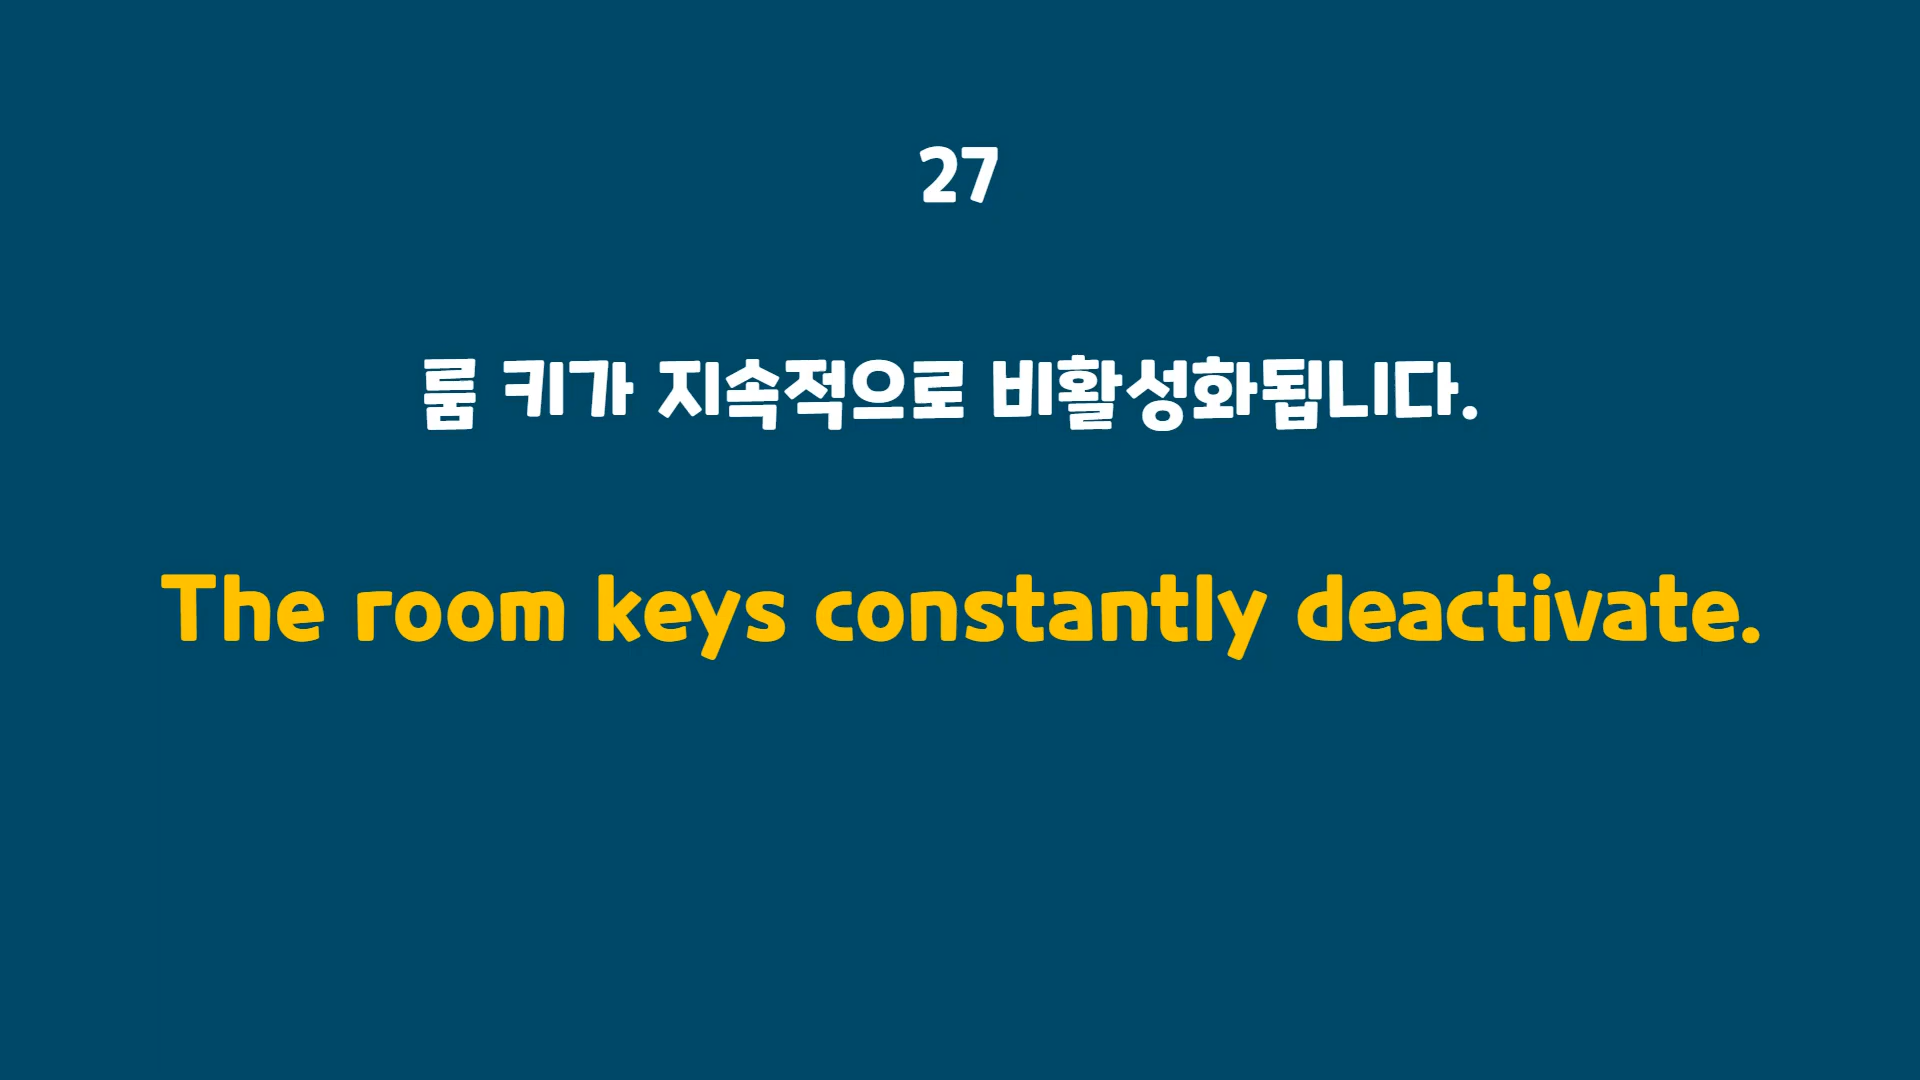 27
룸 키가 지속적으로 비활성화됩니다.
The room keys constantly deactivate.